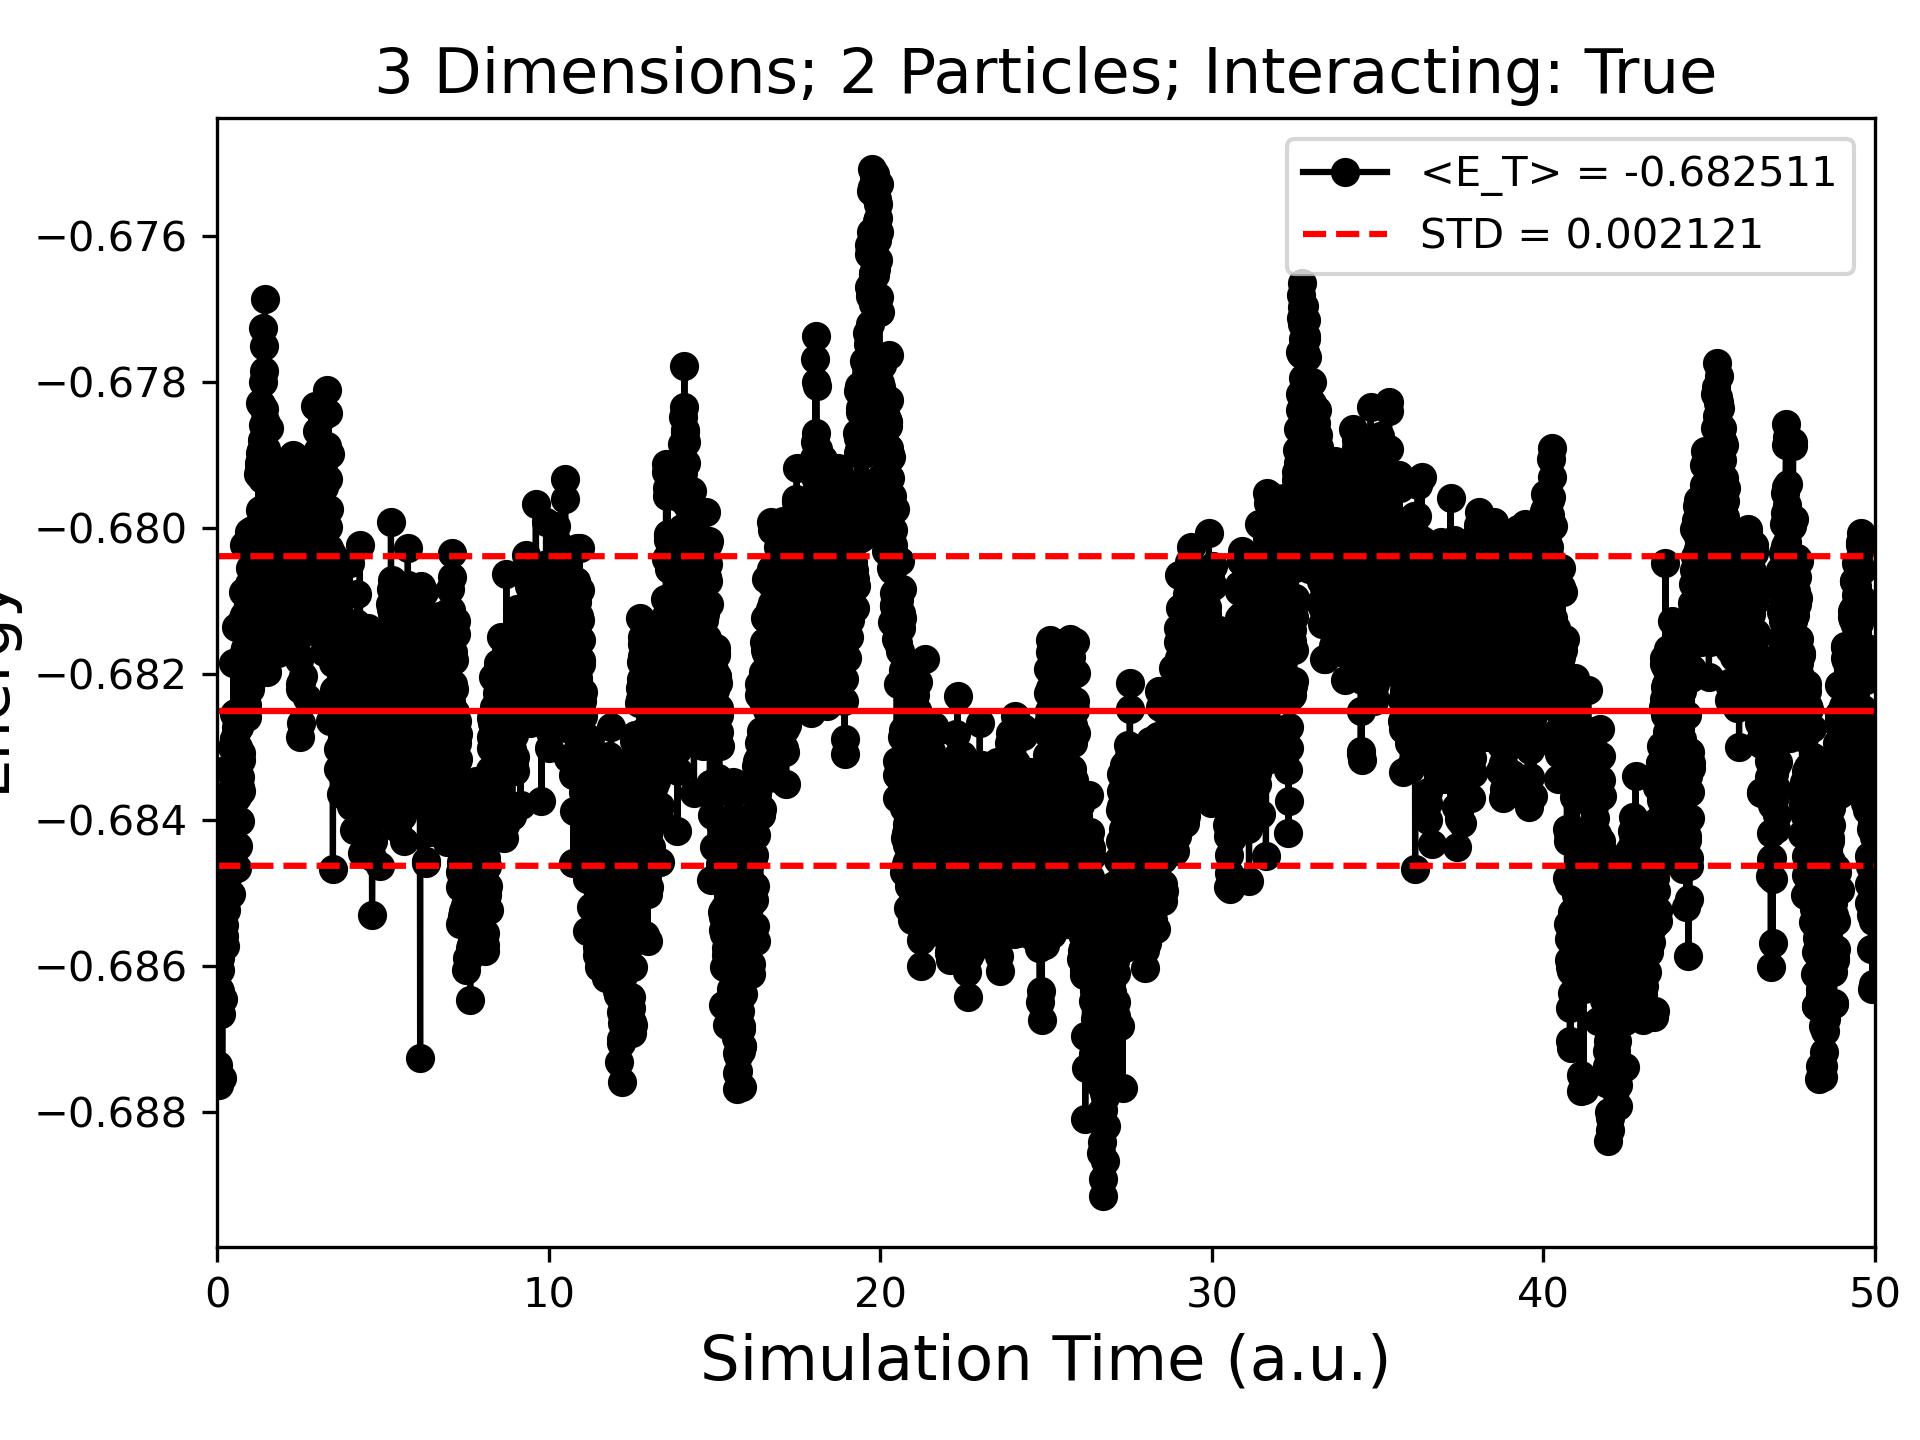 3 Dimensions; 2 Particles; Interacting: True
<E_T> = -0.682511
STD = 0.002121
−0.676
−0.678
−0.680
−0.682
−0.684
−0.686
−0.688
Energy
0 10 20 30 40 50
Simulation Time (a.u.)